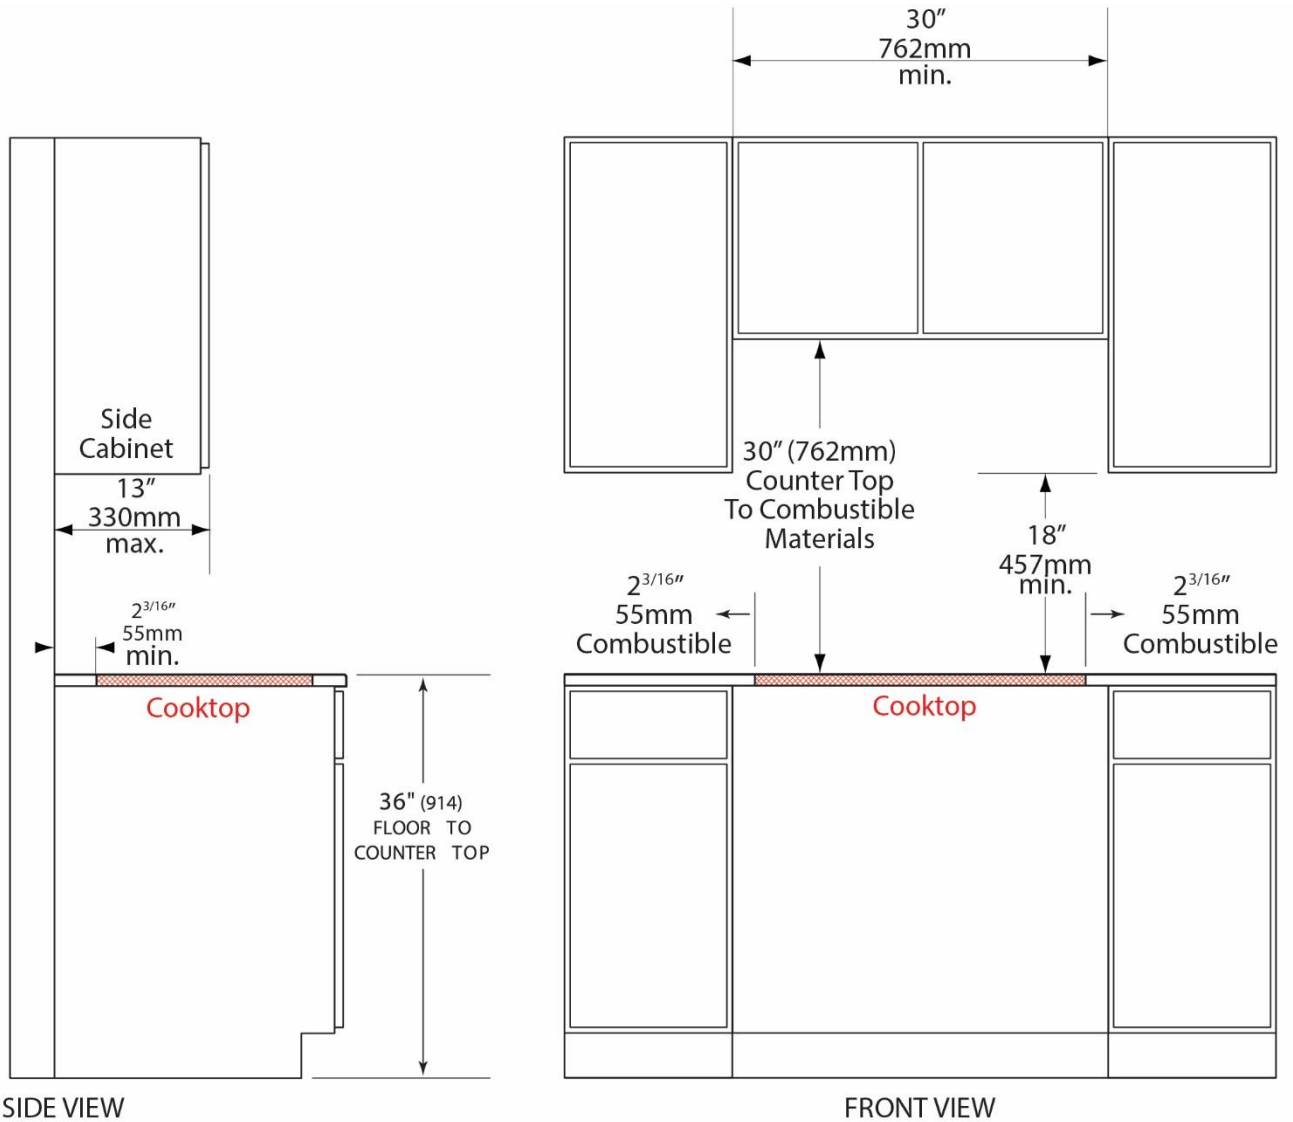 30″
762mm
min.
Side
Cabinet
13″
330mm
max.
2 3/16″
55mm
min.
Cooktop
36" (914)
FLOOR TO
COUNTER TOP
SIDE VIEW
30″ (762mm)
Counter Top
To Combustible
Materials
18″
457mm
min.
2 3/16″
55mm
Combustible
2 3/16″
55mm
Combustible
Cooktop
FRONT VIEW